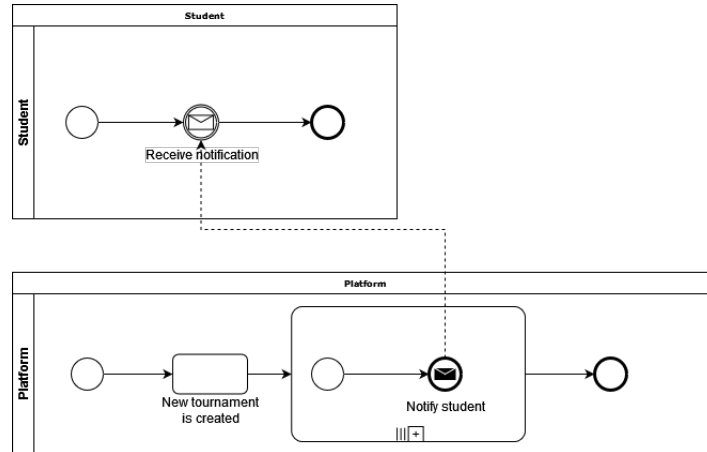 Student
Student
Receive notification
Platform
Platform
New tournament
is created
Notify student